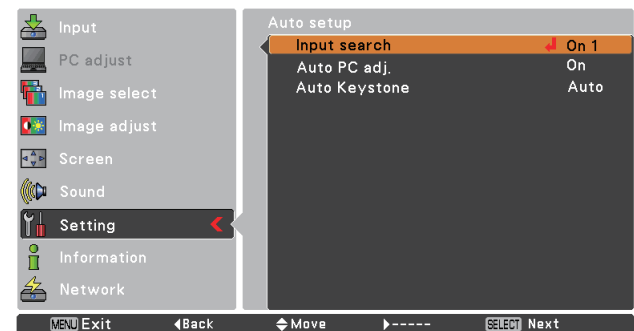 Input
PC adjust
Image select
Image adjust
Screen
Sound
Setting
Information
Network
Auto setup
Input search On 1
Auto PC adj. On
Auto Keystone Auto
MENU Exit Back Move ----- SELECT Next